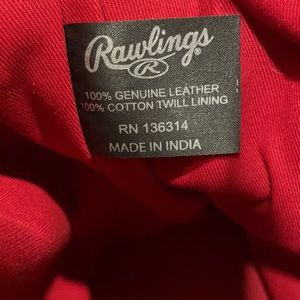 Rawlings
R
100% GENUINE LEATHER
100% COTTON TWILL LINING
RN 136314
MADE IN INDIA